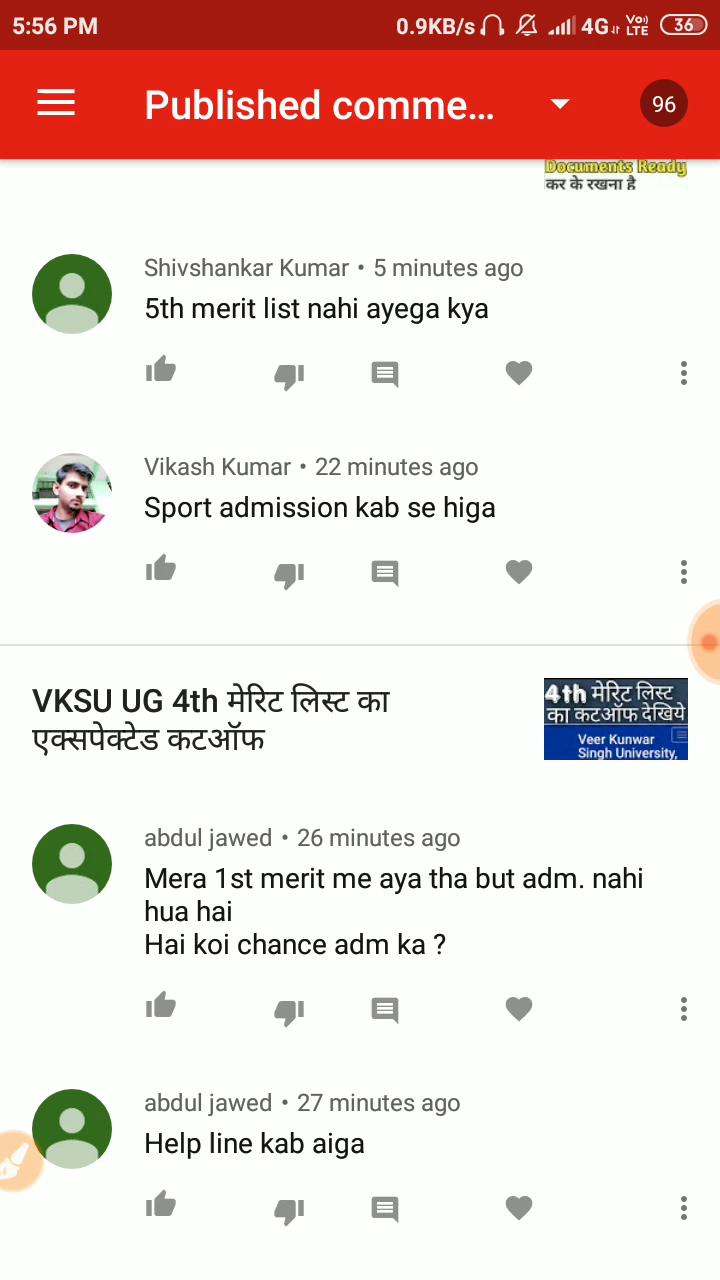 5:56 PM
0.9KB/s 4G Vo) LTE 36
Published comme...
96
Documents Ready
कर के रखना है
Shivshankar Kumar • 5 minutes ago
5th merit list nahi ayega kya
Vikash Kumar • 22 minutes ago
Sport admission kab se higa
VKSU UG 4th मेरिट लिस्ट का
एक्सपेक्टेड कटऑफ
4th मेरिट लिस्ट
का कटऑफ देखिये
Veer Kunwar
Singh University,
abdul jawed • 26 minutes ago
Mera 1st merit me aya tha but adm. nahi
hua hai
Hai koi chance adm ka ?
abdul jawed • 27 minutes ago
Help line kab aiga